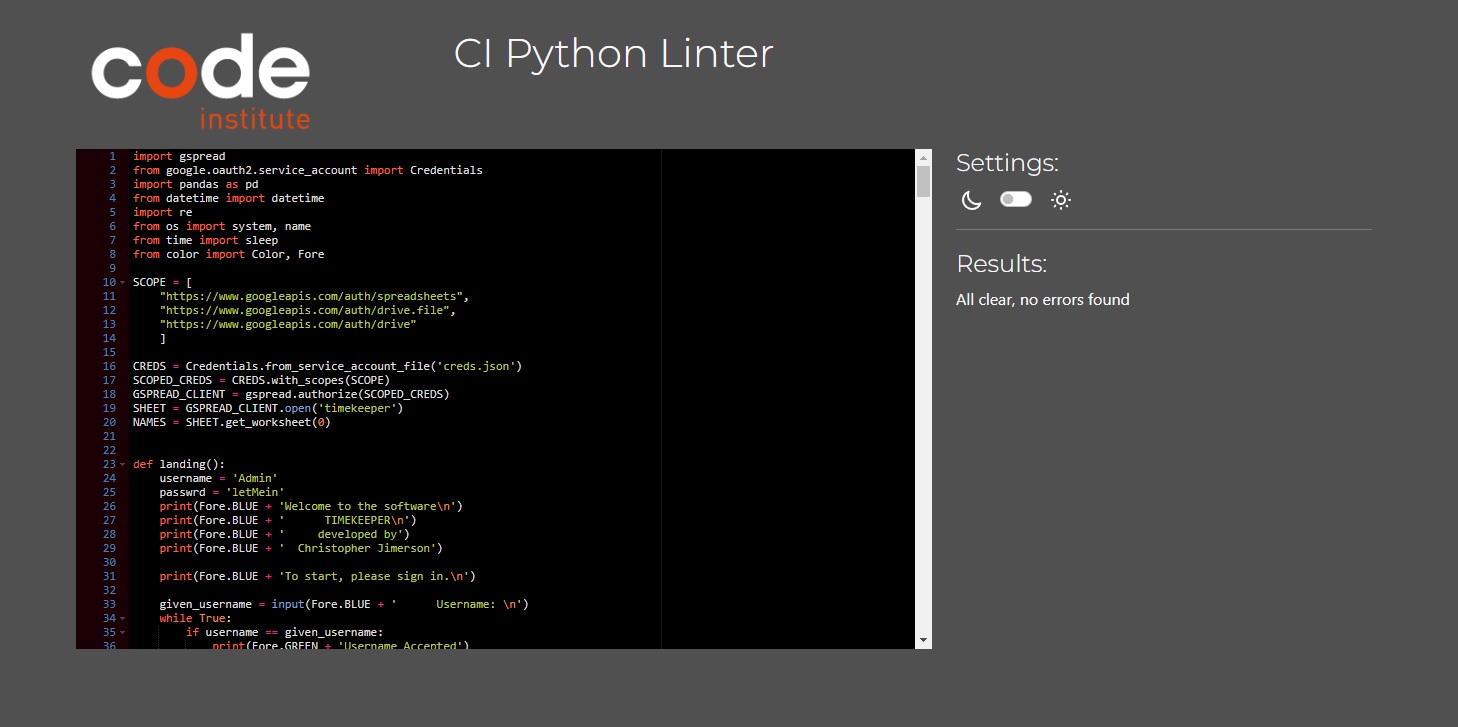 code
institute
CI Python Linter
1 import gspread
2 from google.oauth2.service_account import Credentials
3 import pandas as pd
4 from datetime import datetime
5 import re
6 from os import system, name
7 from time import sleep
8 from color import Color, Fore
9
10 SCOPE = [
11     "https://www.googleapis.com/auth/spreadsheets",
12     "https://www.googleapis.com/auth/drive.file",
13     "https://www.googleapis.com/auth/drive"
14     ]
15
16 CREDS = Credentials.from_service_account_file('creds.json')
17 SCOPED_CREDS = CREDS.with_scopes(SCOPE)
18 GSPREAD_CLIENT = gspread.authorize(SCOPED_CREDS)
19 SHEET = GSPREAD_CLIENT.open('timekeeper')
20 NAMES = SHEET.get_worksheet(0)
21
22
23 def landing():
24     username = 'Admin'
25     passwrd = 'letMein'
26     print(Fore.BLUE + 'Welcome to the software\n')
27     print(Fore.BLUE + '      TIMEKEEPER\n')
28     print(Fore.BLUE + '     developed by')
29     print(Fore.BLUE + '  Christopher Jimerson')
30
31     print(Fore.BLUE + 'To start, please sign in.\n')
32
33     given_username = input(Fore.BLUE + '      Username: \n')
34     while True:
35         if username == given_username:
36             print(Fore.GREEN + 'Username Accepted')
Settings:
Results:
All clear, no errors found